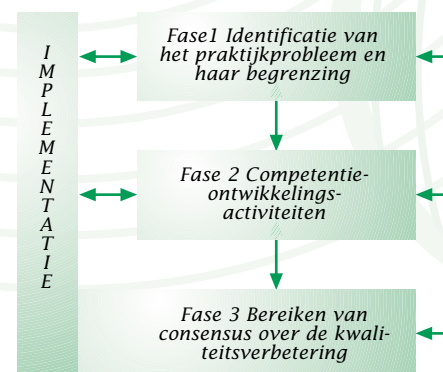 I
M
P
L
E
M
E
N
T
A
T
I
E
Fase1 Identificatie van
het praktijkprobleem en
haar begrenzing
Fase 2 Competentie-
ontwikkelings-
activiteiten
Fase 3 Bereiken van
consensus over de kwali-
teitsverbetering